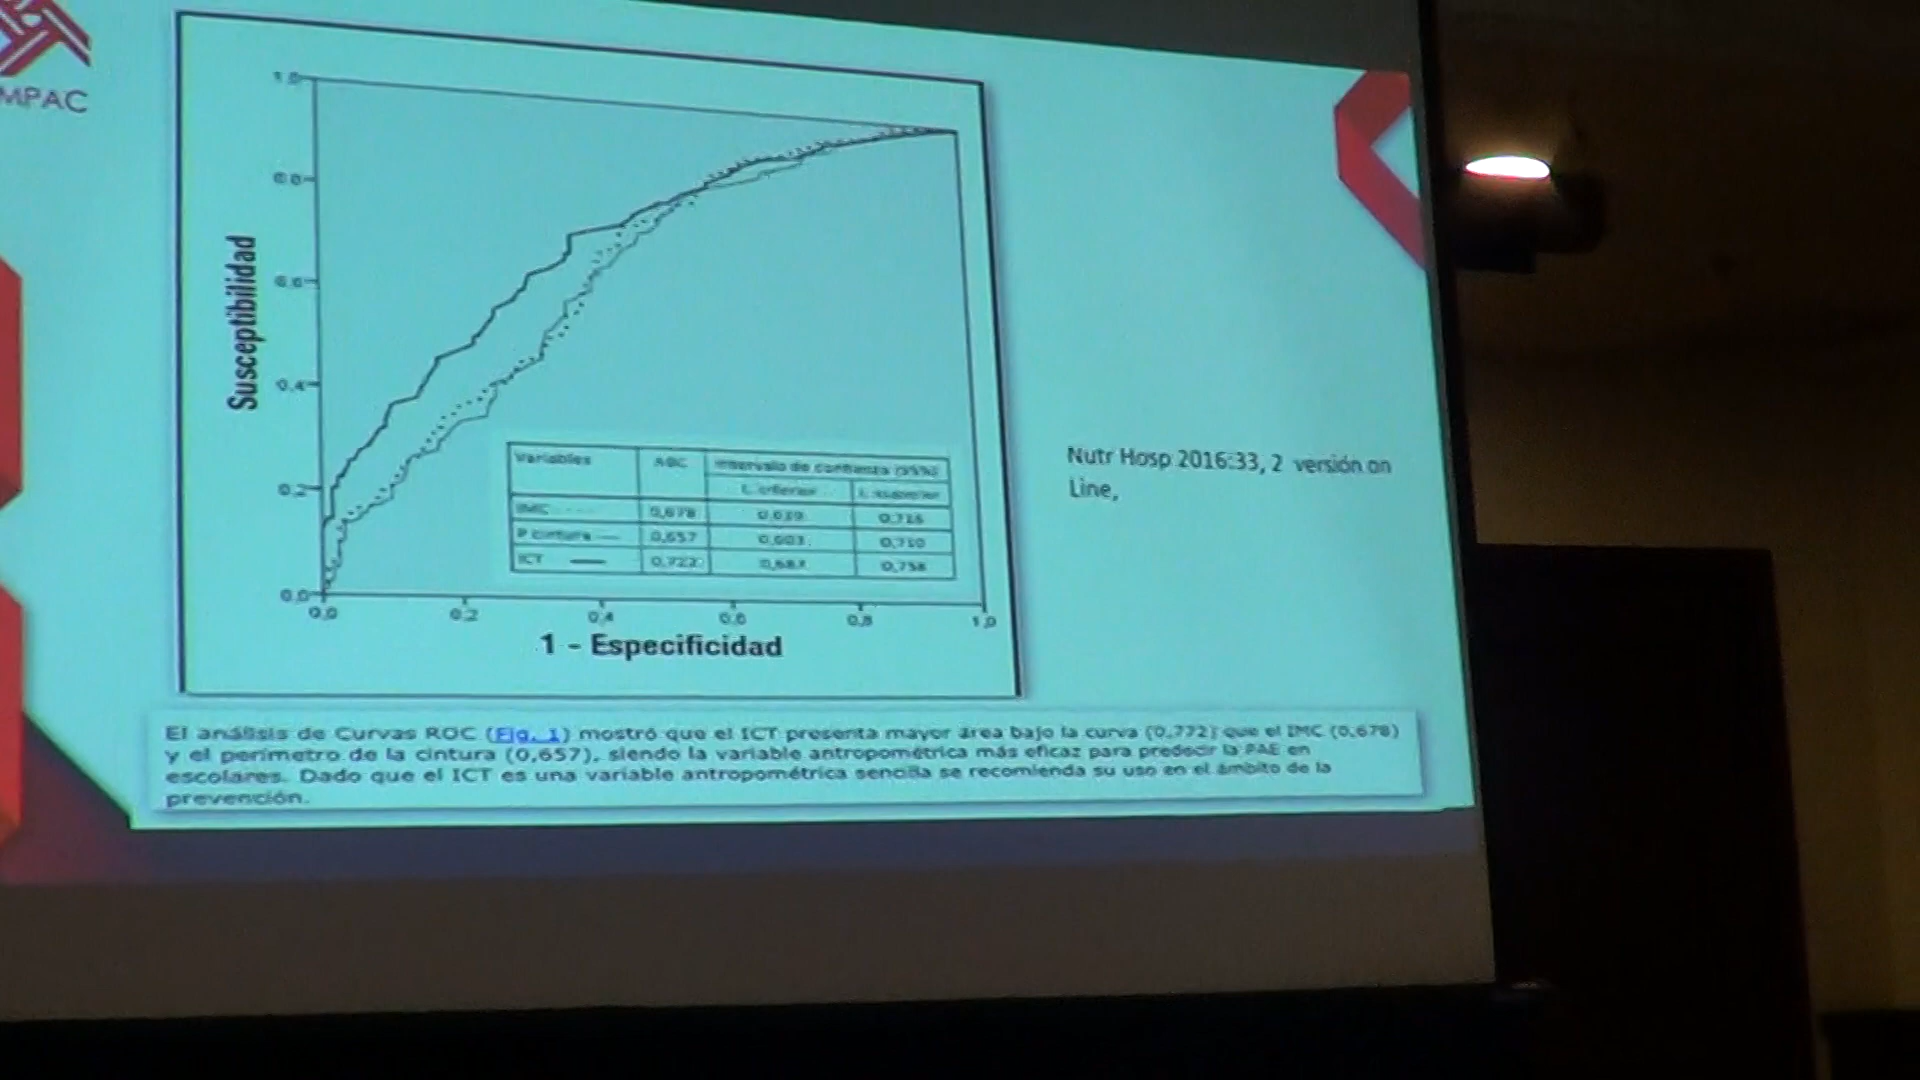 MPAC
Susceptibilidad
1,0
0,8
0,6
0,4
0,2
0,0
Variables ABC Intervalo de confianza (95%)
L. inferior L. superior
IMC 0,678 0,715
P cintura 0,657 0,710
ICT 0,722 0,687 0,758
0,0 0,2 0,4 0,6 0,8 1,0
1 - Especificidad
Nutr Hosp 2016:33, 2 versión on
Line,
El análisis de Curvas ROC (Fig. 1) mostró que el ICT presenta mayor área bajo la curva (0.772) que el IMC (0.678)
y el perímetro de la cintura (0,657), siendo la variable antropométrica más eficaz para predecir la PAE en
escolares. Dado que el ICT es una variable antropométrica sencilla se recomienda su uso en el ámbito de la
prevención.